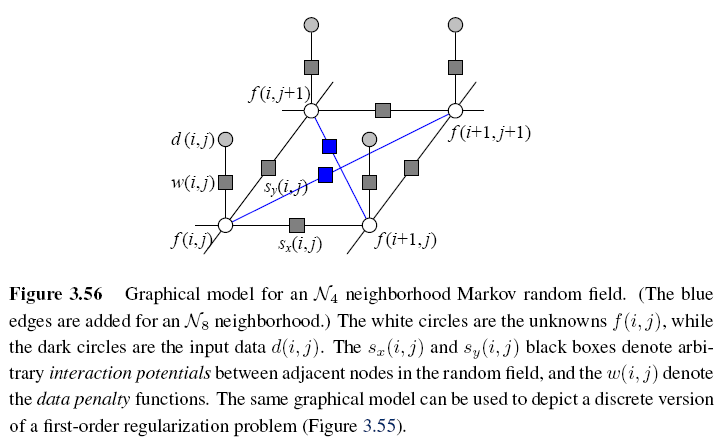 f(i, j+1)
f(i+1, j+1)
d(i, j)
w(i, j)
s_y(i, j)
f(i, j)
s_x(i, j)
f(i+1, j)
Figure 3.56 Graphical model for an 𝒩₄ neighborhood Markov random field. (The blue
edges are added for an 𝒩₈ neighborhood.) The white circles are the unknowns f(i, j), while
the dark circles are the input data d(i, j). The s_x(i, j) and s_y(i, j) black boxes denote arbi-
trary interaction potentials between adjacent nodes in the random field, and the w(i, j) denote
the data penalty functions. The same graphical model can be used to depict a discrete version
of a first-order regularization problem (Figure 3.55).